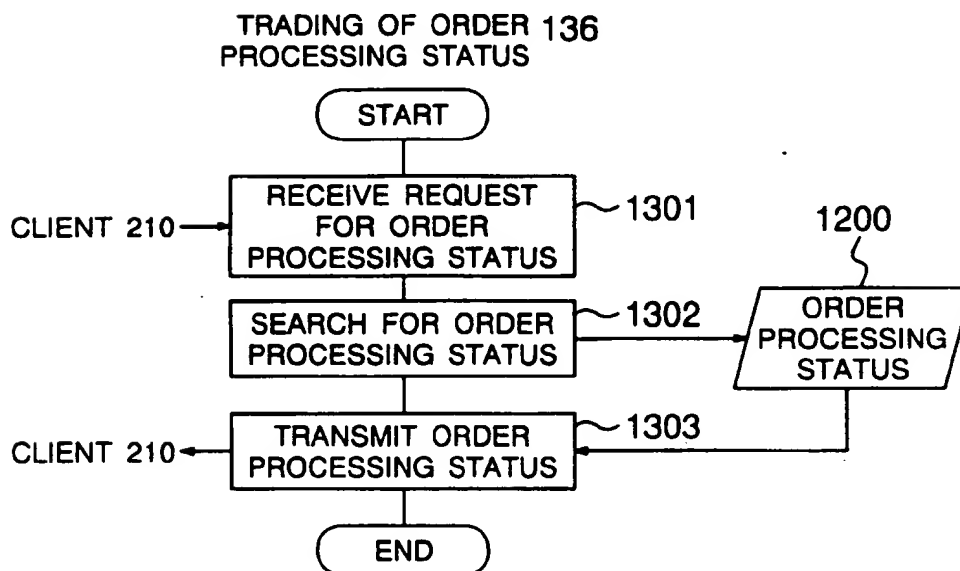 TRADING OF ORDER 136
PROCESSING STATUS
START
RECEIVE REQUEST
FOR ORDER
PROCESSING STATUS
1301
CLIENT 210
1200
SEARCH FOR ORDER
PROCESSING STATUS
1302
ORDER
PROCESSING
STATUS
TRANSMIT ORDER
PROCESSING STATUS
1303
CLIENT 210
END